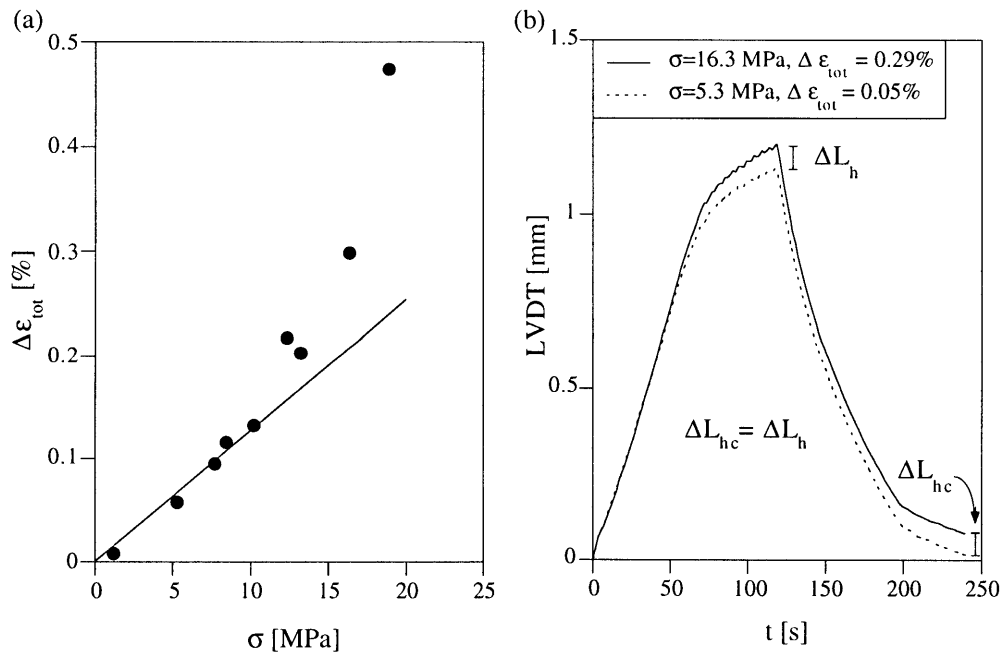 (a)
0.5
0.4
0.3
0.2
0.1
0
Δε_tot [%]
0 5 10 15 20 25
σ [MPa]
(b)
1.5
1
0.5
0
LVDT [mm]
σ=16.3 MPa, Δ ε_tot = 0.29%
σ=5.3 MPa, Δ ε_tot = 0.05%
ΔL_h
ΔL_hc = ΔL_h
ΔL_hc
0 50 100 150 200 250
t [s]